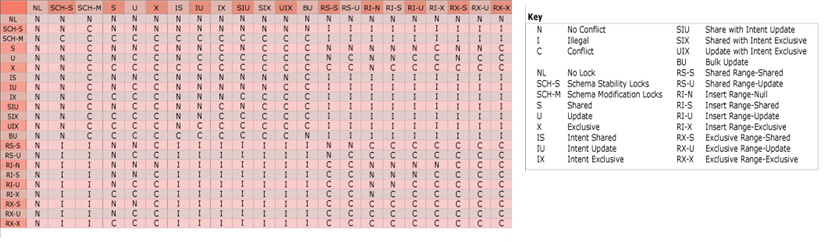 NL SCH-S SCH-M S U X IS IU IX SIU SIX UIX BU RS-S RS-U RI-N RI-S RI-U RI-X RX-S RX-U RX-X
NL N N N N N N N N N N N N N N N N N N N N N N
SCH-S N N C N N N N N N N N N N I I I I I I I I I
SCH-M N C C C C C C C C C C C C I I I I I I I I I
S N N C N N C N N C N C C C N N N N N C N N C
U N N C N C C N C C C C C C N C N N C C N C C
X N N C C C C C C C C C C C C C N C C C C C C
IS N N C N N C N N N N N N C I I I I I I I I I
IU N N C N C C N N N N N C C I I I I I I I I I
IX N N C C C C N N N C C C C I I I I I I I I I
SIU N N C N C C N N C N C C C I I I I I I I I I
SIX N N C C C C N N C C C C C I I I I I I I I I
UIX N N C C C C N C C C C C C I I I I I I I I I
BU N N C C C C C C C C C C N I I I I I I I I I
RS-S N I I N N C I I I I I I I N N C C C C C C C
RS-U N I I N C C I I I I I I I N C C C C C C C C
RI-N N I I N N N I I I I I I I C C N N N N C C C
RI-S N I I N N C I I I I I I I C C N N N C C C C
RI-U N I I N C C I I I I I I I C C N N C C C C C
RI-X N I I C C C I I I I I I I C C N C C C C C C
RX-S N I I N N C I I I I I I I C C C C C C C C C
RX-U N I I N C C I I I I I I I C C C C C C C C C
RX-X N I I C C C I I I I I I I C C C C C C C C C
Key
N No Conflict SIU Share with Intent Update
I Illegal SIX Shared with Intent Exclusive
C Conflict UIX Update with Intent Exclusive
BU Bulk Update
NL No Lock RS-S Shared Range-Shared
SCH-S Schema Stability Locks RS-U Shared Range-Update
SCH-M Schema Modification Locks RI-N Insert Range-Null
S Shared RI-S Insert Range-Shared
U Update RI-U Insert Range-Update
X Exclusive RI-X Insert Range-Exclusive
IS Intent Shared RX-S Exclusive Range-Shared
IU Intent Update RX-U Exclusive Range-Update
IX Intent Exclusive RX-X Exclusive Range-Exclusive